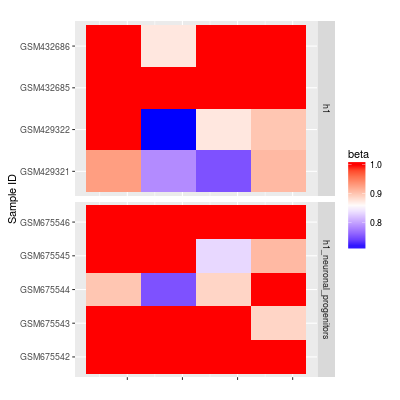 Sample ID
GSM432686
GSM432685
GSM429322
GSM429321
h1
GSM675546
GSM675545
GSM675544
GSM675543
GSM675542
h1_neuronal_progenitors
beta
1.0
0.9
0.8